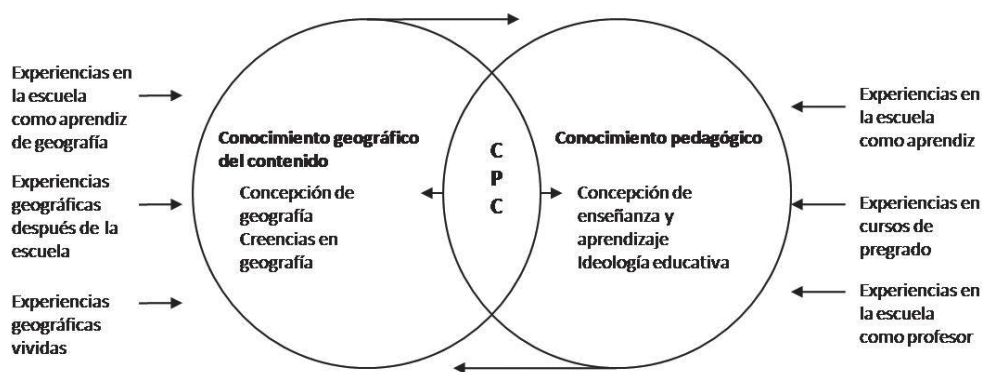 Experiencias en
la escuela
como aprendiz
de geografía
Experiencias
geográficas
después de la
escuela
Experiencias
geográficas
vividas
Conocimiento geográfico
del contenido
Concepción de
geografía
Creencias en
geografía
C
P
C
Conocimiento pedagógico
Concepción de
enseñanza y
aprendizaje
Ideología educativa
Experiencias en
la escuela
como aprendiz
Experiencias en
cursos de
pregrado
Experiencias en
la escuela
como profesor